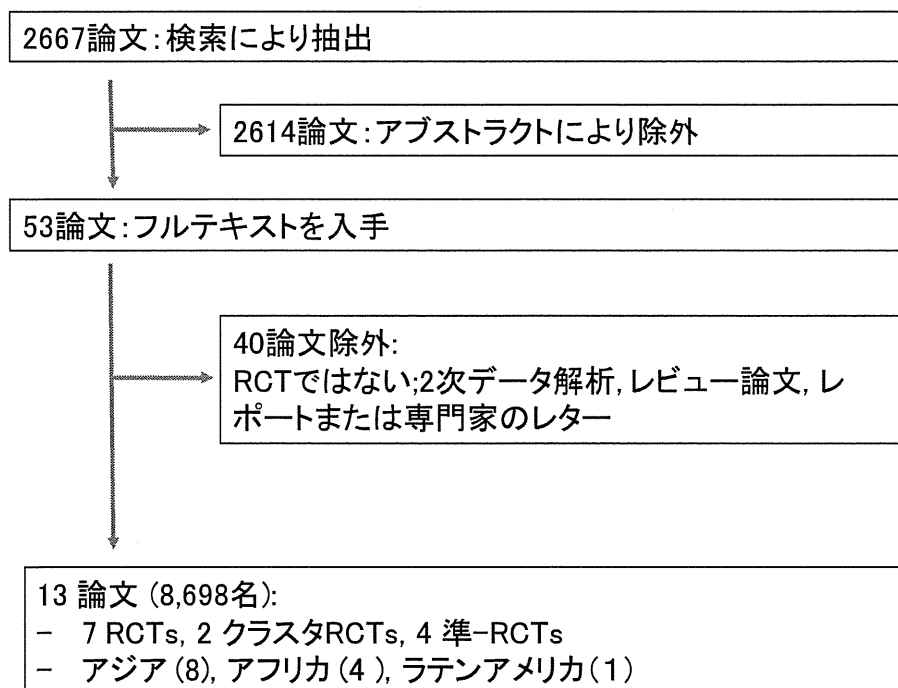 2667論文:検索により抽出
2614論文:アブストラクトにより除外
53論文:フルテキストを入手
40論文除外:
RCTではない;2次データ解析, レビュー論文, レ
ポートまたは専門家のレター
13 論文 (8,698名):
- 7 RCTs, 2 クラスタRCTs, 4 準-RCTs
- アジア (8), アフリカ (4 ), ラテンアメリカ(1)